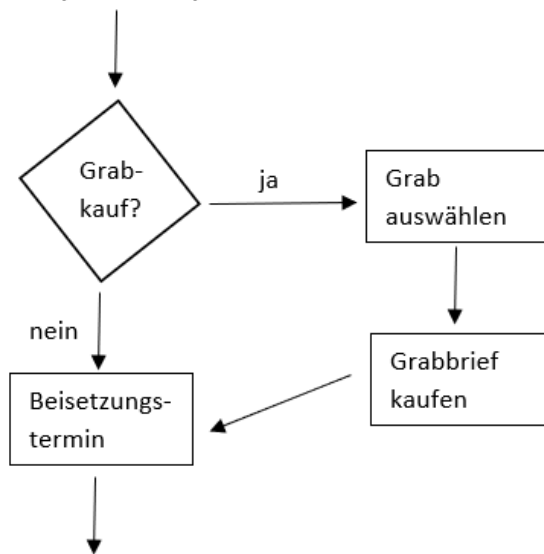 Grab-
kauf?
ja
Grab
auswählen
nein
Grabbrief
kaufen
Beisetzungs-
termin